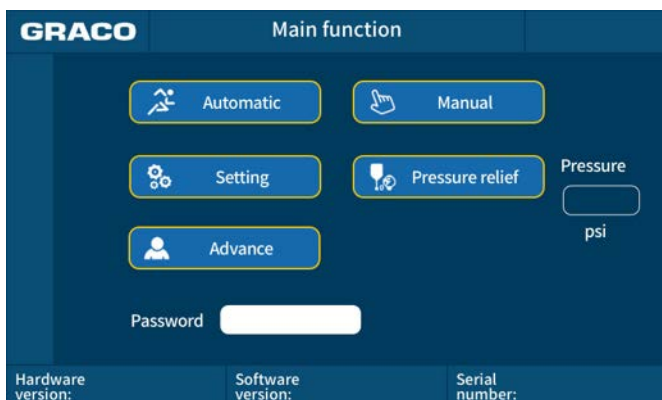 GRACO
Main function
Automatic
Manual
Setting
Pressure relief
Pressure
psi
Advance
Password
Hardware
version:
Software
version:
Serial
number: